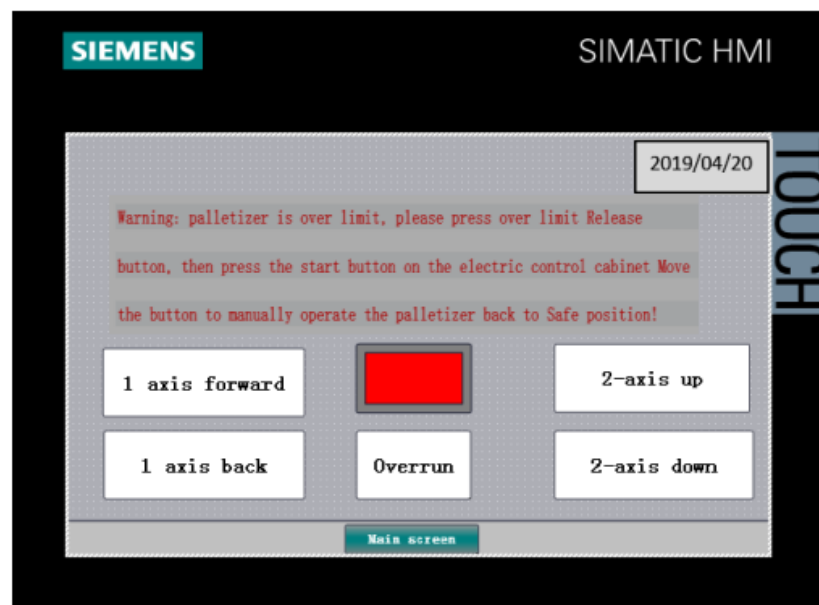 SIEMENS
SIMATIC HMI
TOUCH
2019/04/20
Warning: palletizer is over limit, please press over limit Release
button, then press the start button on the electric control cabinet Move
the button to manually operate the palletizer back to Safe position!
1 axis forward
2-axis up
1 axis back
Overrun
2-axis down
Main screen